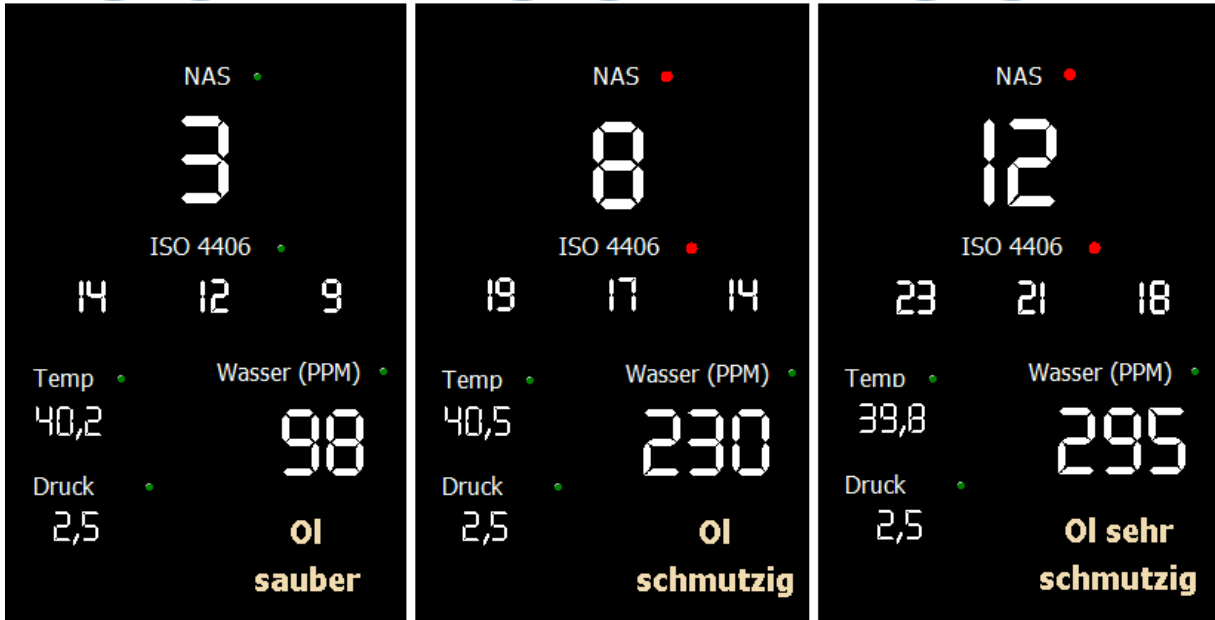 NAS
3
ISO 4406
14 12 9
Temp
40,2
Wasser (PPM)
98
Druck
2,5
Ol
sauber
NAS
8
ISO 4406
19 17 14
Temp
40,5
Wasser (PPM)
230
Druck
2,5
Ol
schmutzig
NAS
12
ISO 4406
23 21 18
Temp
39,8
Wasser (PPM)
295
Druck
2,5
Ol sehr
schmutzig